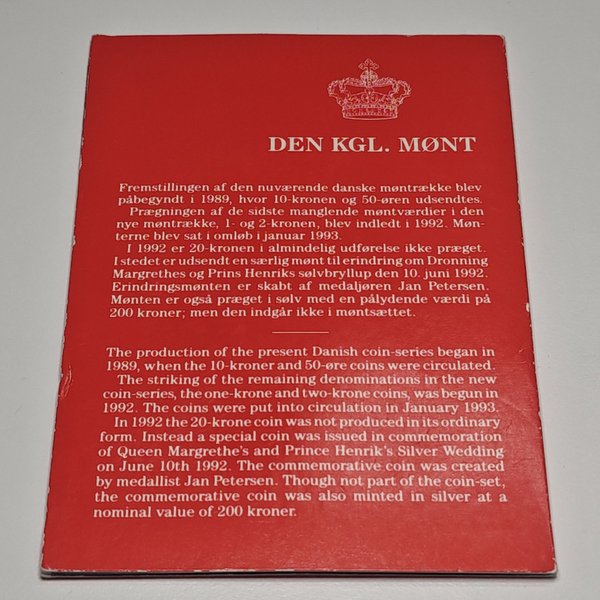 DEN KGL. MØNT
Fremstillingen af den nuværende danske møntrække blev
påbegyndt i 1989, hvor 10-kronen og 50-øren udsendtes.
Prægningen af de sidste manglende møntværdier i den
nye møntrække, 1- og 2-kronen, blev indledt i 1992. Møn-
terne blev sat i omløb i januar 1993.
I 1992 er 20-kronen i almindelig udførelse ikke præget.
I stedet er udsendt en særlig mønt til erindring om Dronning
Margrethes og Prins Henriks sølvbryllup den 10. juni 1992.
Erindringsmønten er skabt af medaljøren Jan Petersen.
Mønten er også præget i sølv med en pålydende værdi på
200 kroner; men den indgår ikke i møntsættet.
The production of the present Danish coin-series began in
1989, when the 10-kroner and 50-øre coins were circulated.
The striking of the remaining denominations in the new
coin-series, the one-krone and two-krone coins, was begun in
1992. The coins were put into circulation in January 1993.
In 1992 the 20-krone coin was not produced in its ordinary
form. Instead a special coin was issued in commemoration
of Queen Margrethe's and Prince Henrik's Silver Wedding
on June 10th 1992. The commemorative coin was created
by medallist Jan Petersen. Though not part of the coin-set,
the commemorative coin was also minted in silver at a
nominal value of 200 kroner.